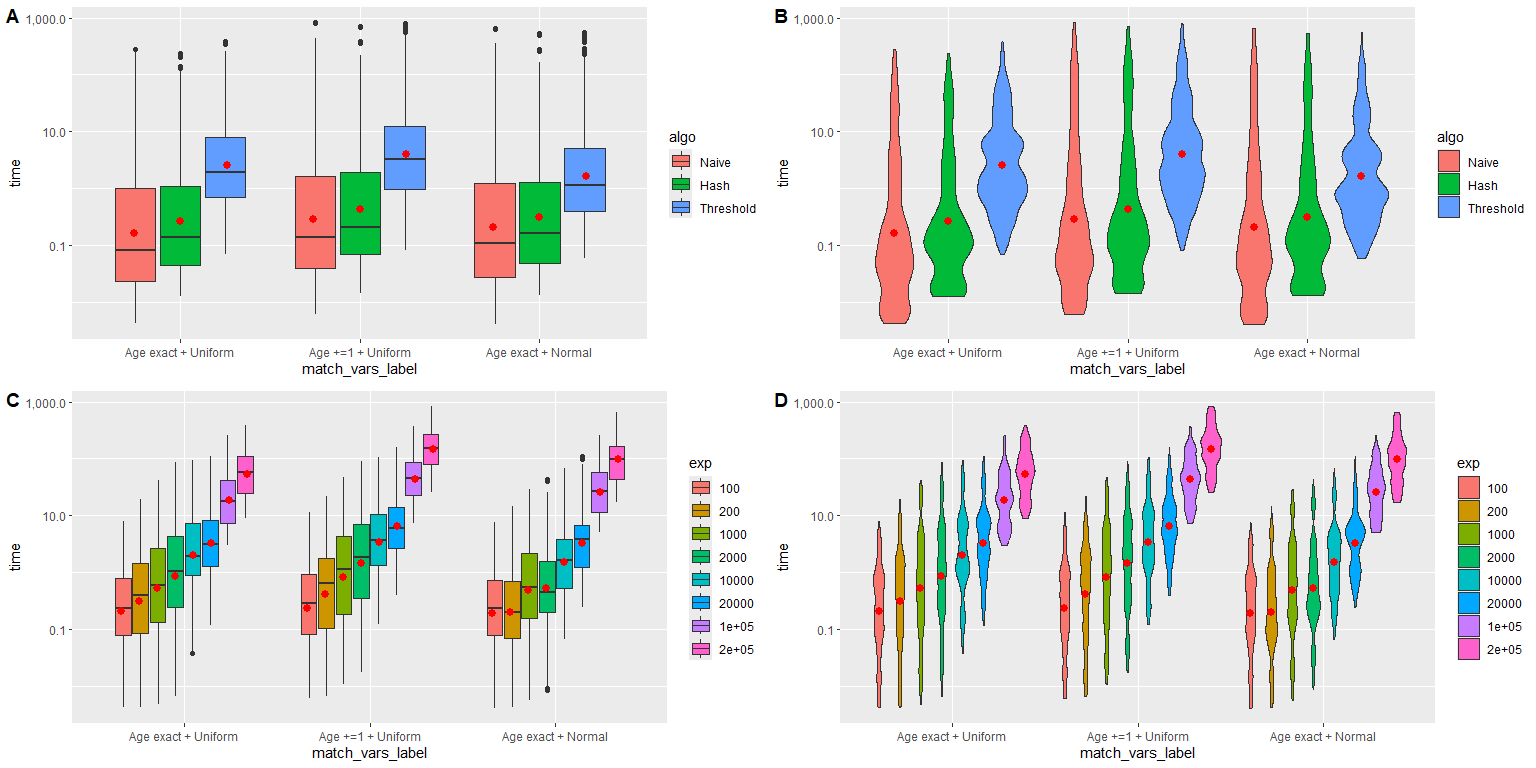 A
1,000.0
10.0
0.1
time
Age exact + Uniform
Age +=1 + Uniform
Age exact + Normal
match_vars_label
algo
Naive
Hash
Threshold
B
1,000.0
10.0
0.1
time
Age exact + Uniform
Age +=1 + Uniform
Age exact + Normal
match_vars_label
algo
Naive
Hash
Threshold
C
1,000.0
10.0
0.1
time
Age exact + Uniform
Age +=1 + Uniform
Age exact + Normal
match_vars_label
exp
100
200
1000
2000
10000
20000
1e+05
2e+05
D
1,000.0
10.0
0.1
time
Age exact + Uniform
Age +=1 + Uniform
Age exact + Normal
match_vars_label
exp
100
200
1000
2000
10000
20000
1e+05
2e+05